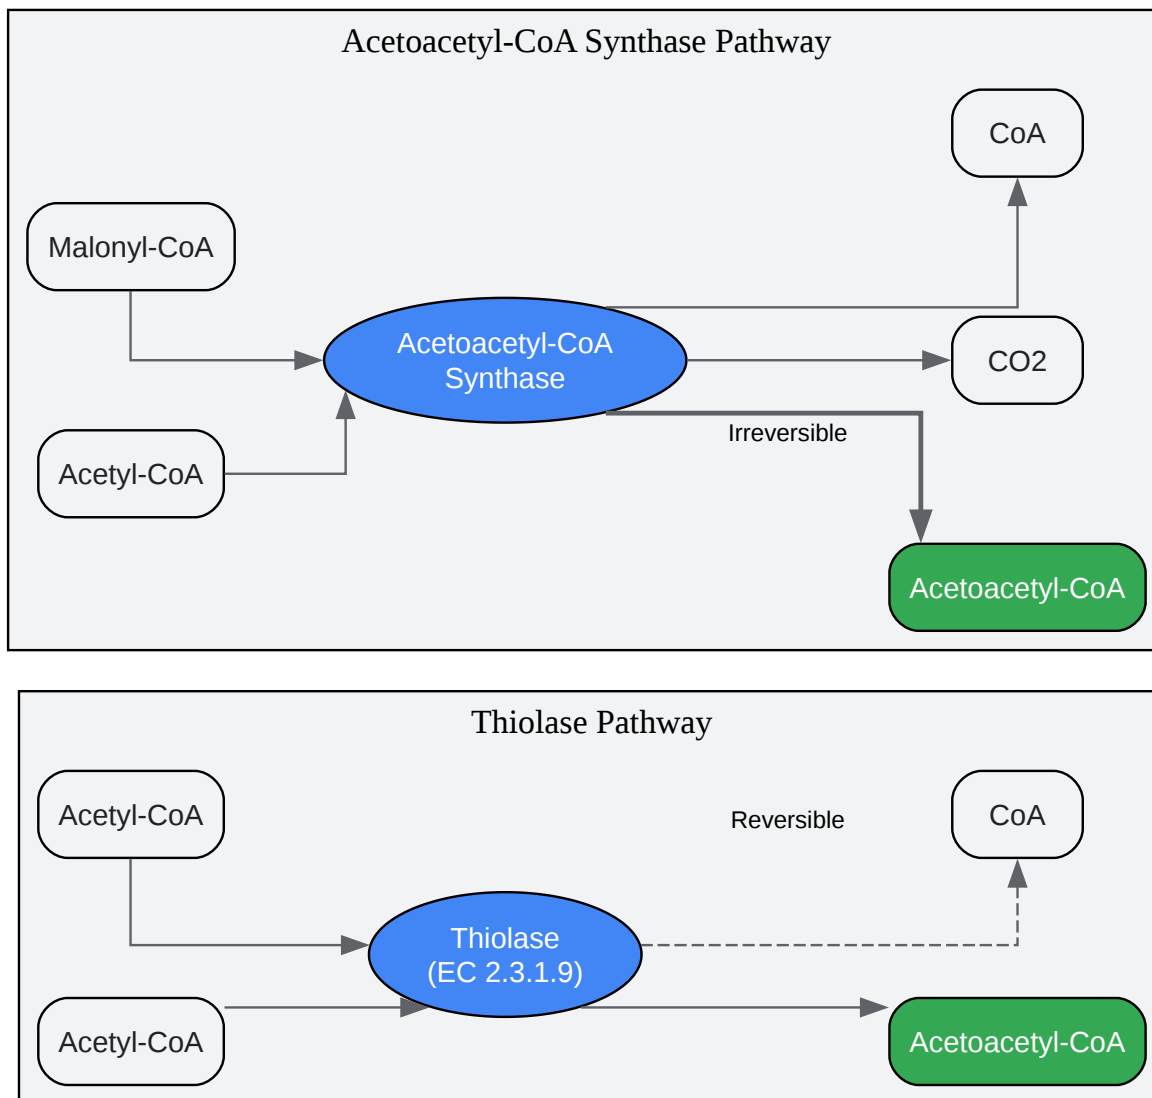 Acetoacetyl-CoA Synthase Pathway
CoA
Malonyl-CoA
Acetoacetyl-CoA
Synthase
CO2
Irreversible
Acetyl-CoA
Acetoacetyl-CoA
Thiolase Pathway
Acetyl-CoA
Reversible
CoA
Thiolase
(EC 2.3.1.9)
Acetyl-CoA
Acetoacetyl-CoA